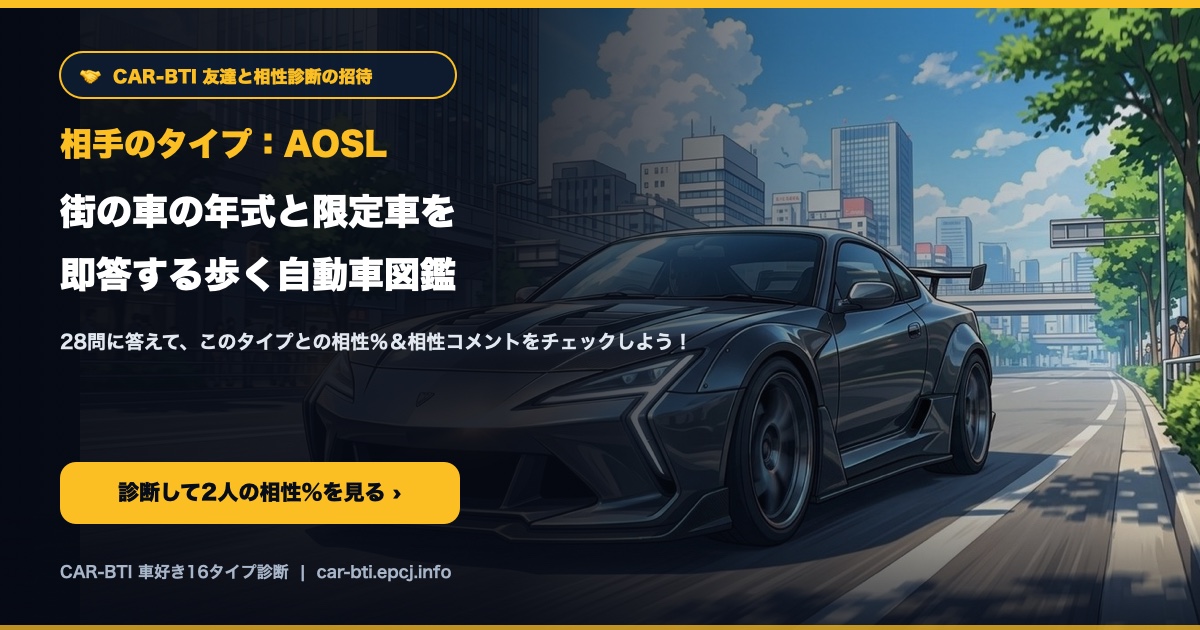 CAR-BTI 友達と相性診断の招待
相手のタイプ：AOSL
街の車の年式と限定車を
即答する歩く自動車図鑑
28問に答えて、このタイプとの相性%＆相性コメントをチェックしよう！
診断して2人の相性%を見る ›
CAR-BTI 車好き16タイプ診断 | car-bti.epcj.info